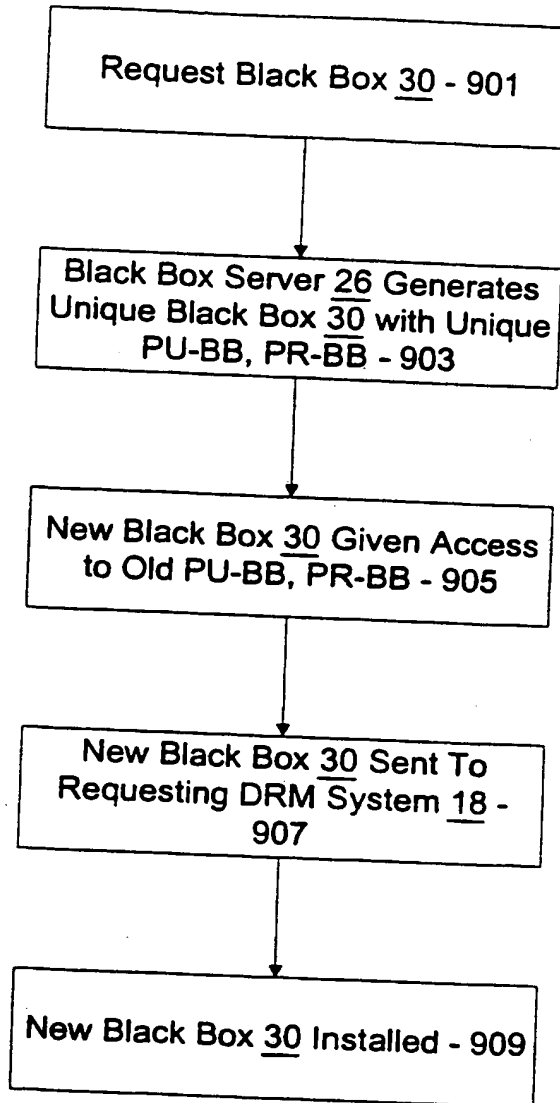 Request Black Box 30 - 901
Black Box Server 26 Generates
Unique Black Box 30 with Unique
PU-BB, PR-BB - 903
New Black Box 30 Given Access
to Old PU-BB, PR-BB - 905
New Black Box 30 Sent To
Requesting DRM System 18 -
907
New Black Box 30 Installed - 909